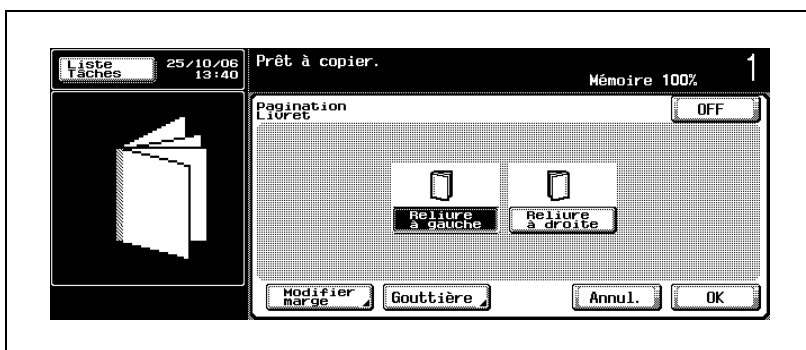 Liste
Tâches
25/10/06
13:40
Prêt à copier.
Mémoire 100%
1
Pagination
Livret
OFF
Reliure
à gauche
Reliure
à droite
Modifier
marge
Gouttière
Annul.
OK